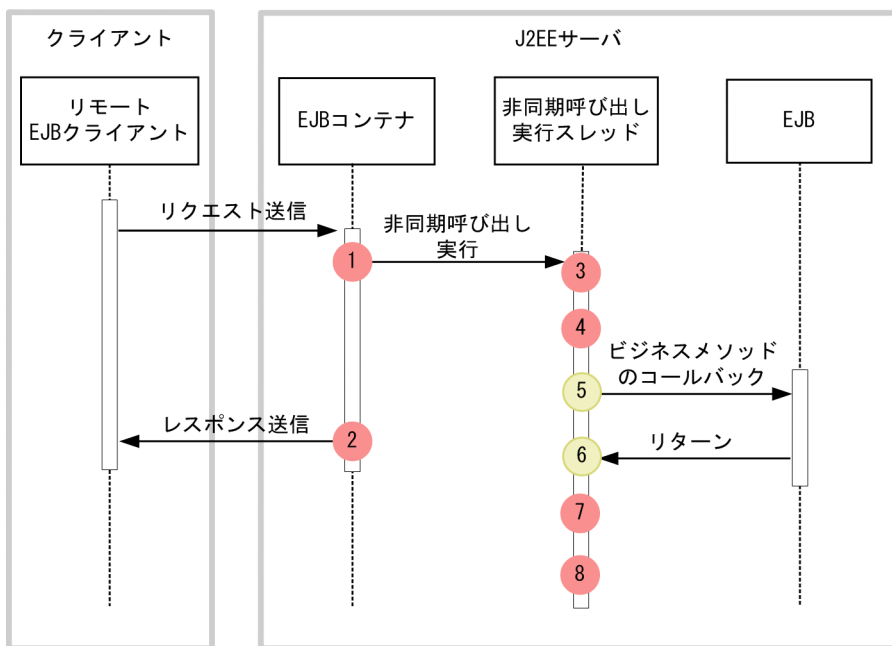 クライアント
J2EEサーバ
リモート
EJBクライアント
EJBコンテナ
非同期呼び出し
実行スレッド
EJB
リクエスト送信
非同期呼び出し
実行
1
3
4
ビジネスメソッド
のコールバック
5
レスポンス送信
2
リターン
6
7
8